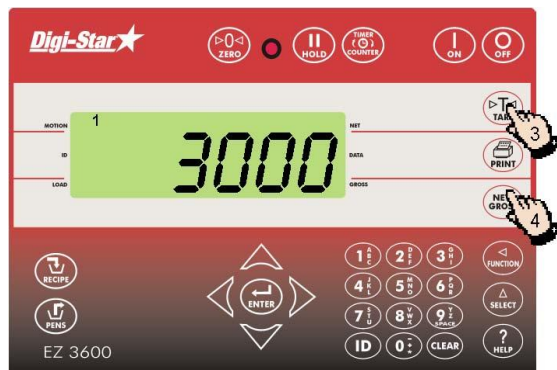 Digi-Star
ZERO
HOLD
TIMER
COUNTER
ON
OFF
TARE
3
MOTION
1
NET
ID
3000
DATA
PRINT
LOAD
GROSS
NET
GROSS
4
RECIPE
PENS
EZ 3600
ENTER
1 A B C
2 D E F
3 G H I
FUNCTION
4 J K L
5 M N O
6 P Q R
SELECT
7 S T U
8 V W X
9 Y Z SPACE
ID
0 - + *
CLEAR
?
HELP